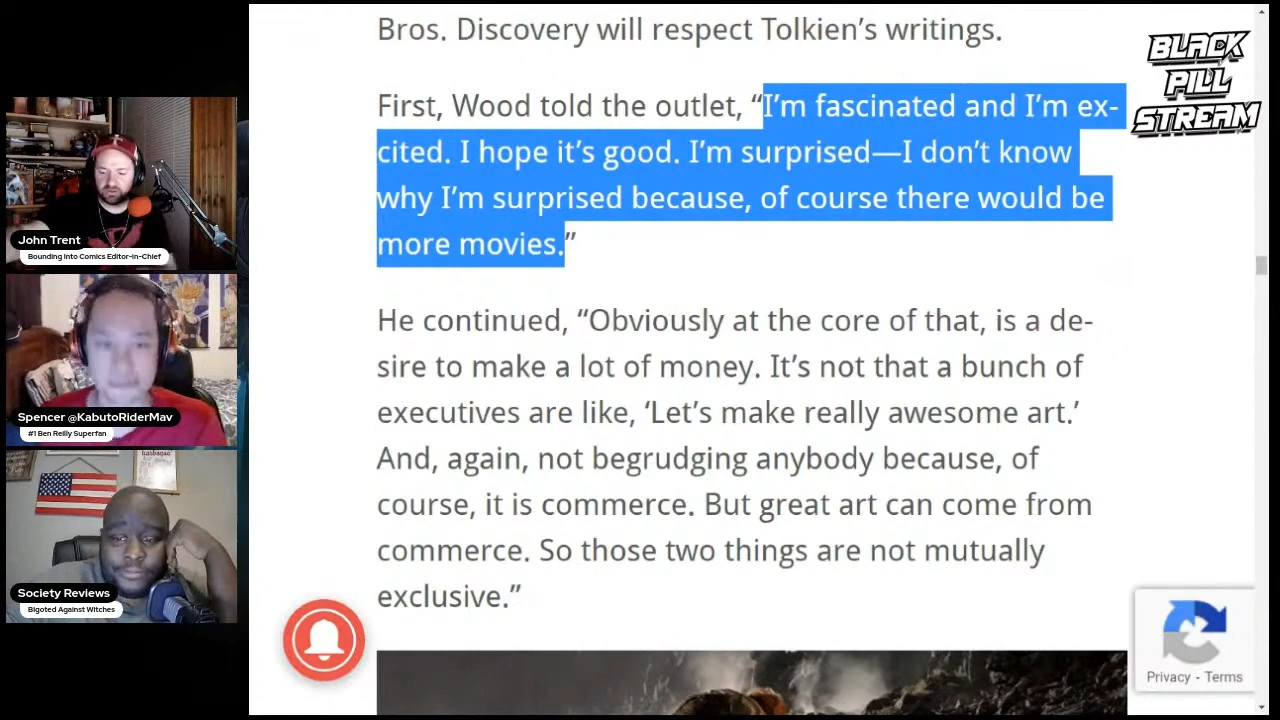 Bros. Discovery will respect Tolkien’s writings.
First, Wood told the outlet, “I’m fascinated and I’m ex-
cited. I hope it’s good. I’m surprised—I don’t know
why I’m surprised because, of course there would be
more movies.”
He continued, “Obviously at the core of that, is a de-
sire to make a lot of money. It’s not that a bunch of
executives are like, ‘Let’s make really awesome art.’
And, again, not begrudging anybody because, of
course, it is commerce. But great art can come from
commerce. So those two things are not mutually
exclusive.”
BLACK
PILL
STREAM
John Trent
Bounding Into Comics Editor-in-Chief
Spencer @KabutoRiderMav
#1 Ben Reilly Superfan
Society Reviews
Bigoted Against Witches
Privacy - Terms